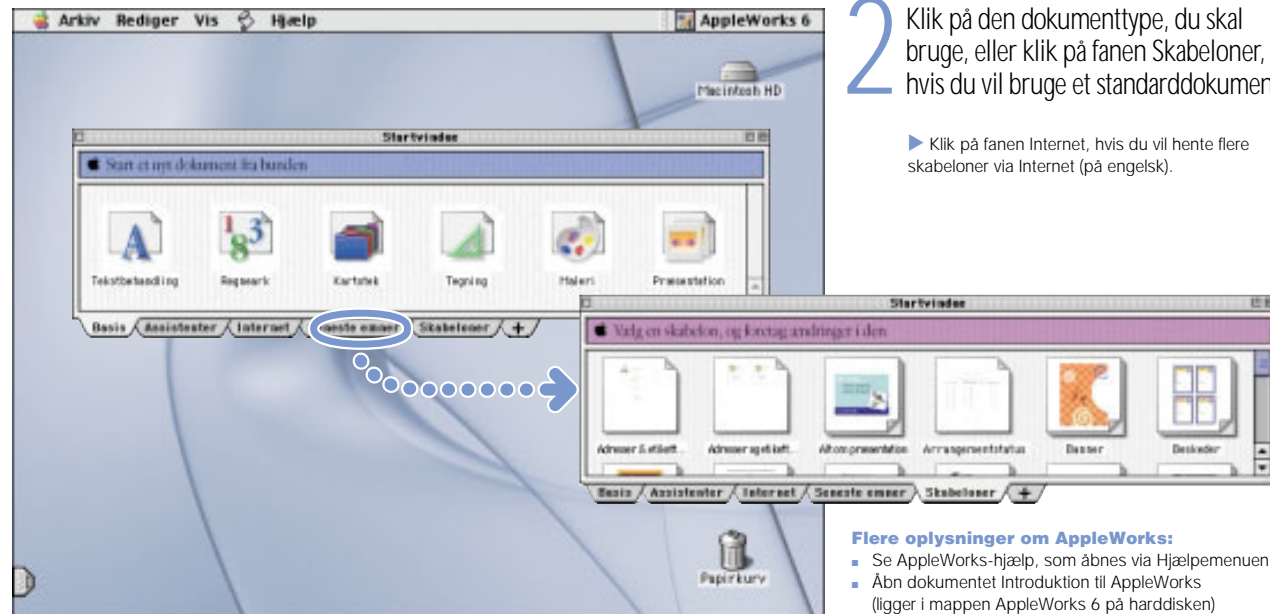 Arkiv Rediger Vis Hjælp
AppleWorks 6
Macintosh HD
Startvindue
Start et nyt dokument fra bunden
Tekstbehandling Regneark Kartotek Tegning Maleri Præsentation
Basis Assistenter Internet neste emner Skabeloner +
Startvindue
Vælg en skabelon, og foretag ændringer i den
Adresser & etikett... Adresser og etikett... Alt om præsentation Arrangementstatus Banner Beskeder
Basis Assistenter Internet Seneste emner Skabeloner +
Papirkurv
2
Klik på den dokumenttype, du skal
bruge, eller klik på fanen Skabeloner,
hvis du vil bruge et standarddokumen
▶ Klik på fanen Internet, hvis du vil hente flere
skabeloner via Internet (på engelsk).
Flere oplysninger om AppleWorks:
▪ Se AppleWorks-hjælp, som åbnes via Hjælpemenuen
▪ Åbn dokumentet Introduktion til AppleWorks
(ligger i mappen AppleWorks 6 på harddisken)